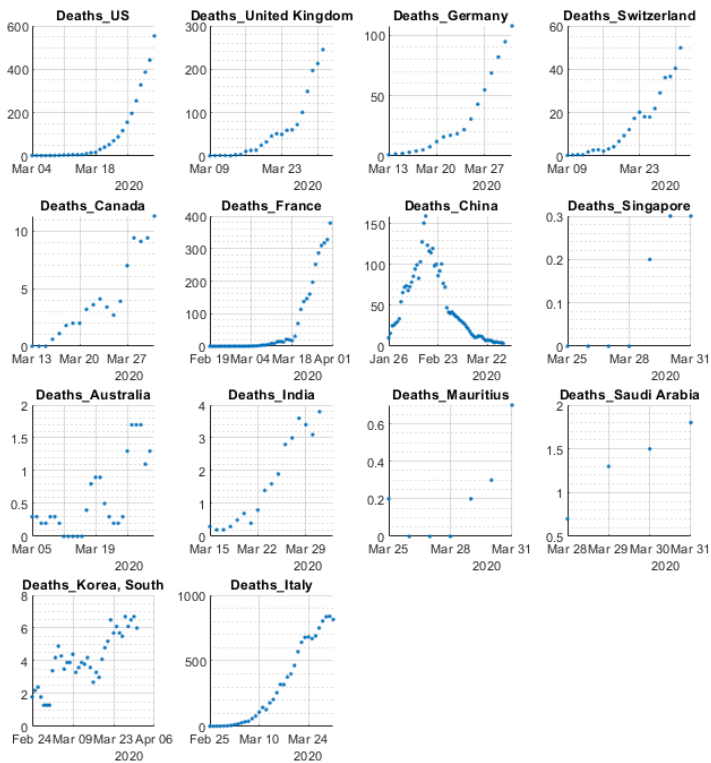 Deaths_US
600
400
200
0
Mar 04 Mar 18
2020
Deaths_United Kingdom
300
200
100
0
Mar 09 Mar 23
2020
Deaths_Germany
100
50
0
Mar 13 Mar 20 Mar 27
2020
Deaths_Switzerland
60
40
20
0
Mar 09 Mar 23
2020
Deaths_Canada
10
5
0
Mar 13 Mar 20 Mar 27
2020
Deaths_France
400
300
200
100
0
Feb 19 Mar 04 Mar 18 Apr 01
2020
Deaths_China
150
100
50
0
Jan 26 Feb 23 Mar 22
2020
Deaths_Singapore
0.3
0.2
0.1
0
Mar 25 Mar 28 Mar 31
2020
Deaths_Australia
2
1.5
1
0.5
0
Mar 05 Mar 19
2020
Deaths_India
4
3
2
1
0
Mar 15 Mar 22 Mar 29
2020
Deaths_Mauritius
0.6
0.4
0.2
0
Mar 25 Mar 28 Mar 31
2020
Deaths_Saudi Arabia
2
1.5
1
0.5
Mar 28 Mar 29 Mar 30 Mar 31
2020
Deaths_Korea, South
8
6
4
2
0
Feb 24 Mar 09 Mar 23 Apr 06
2020
Deaths_Italy
1000
500
0
Feb 25 Mar 10 Mar 24
2020